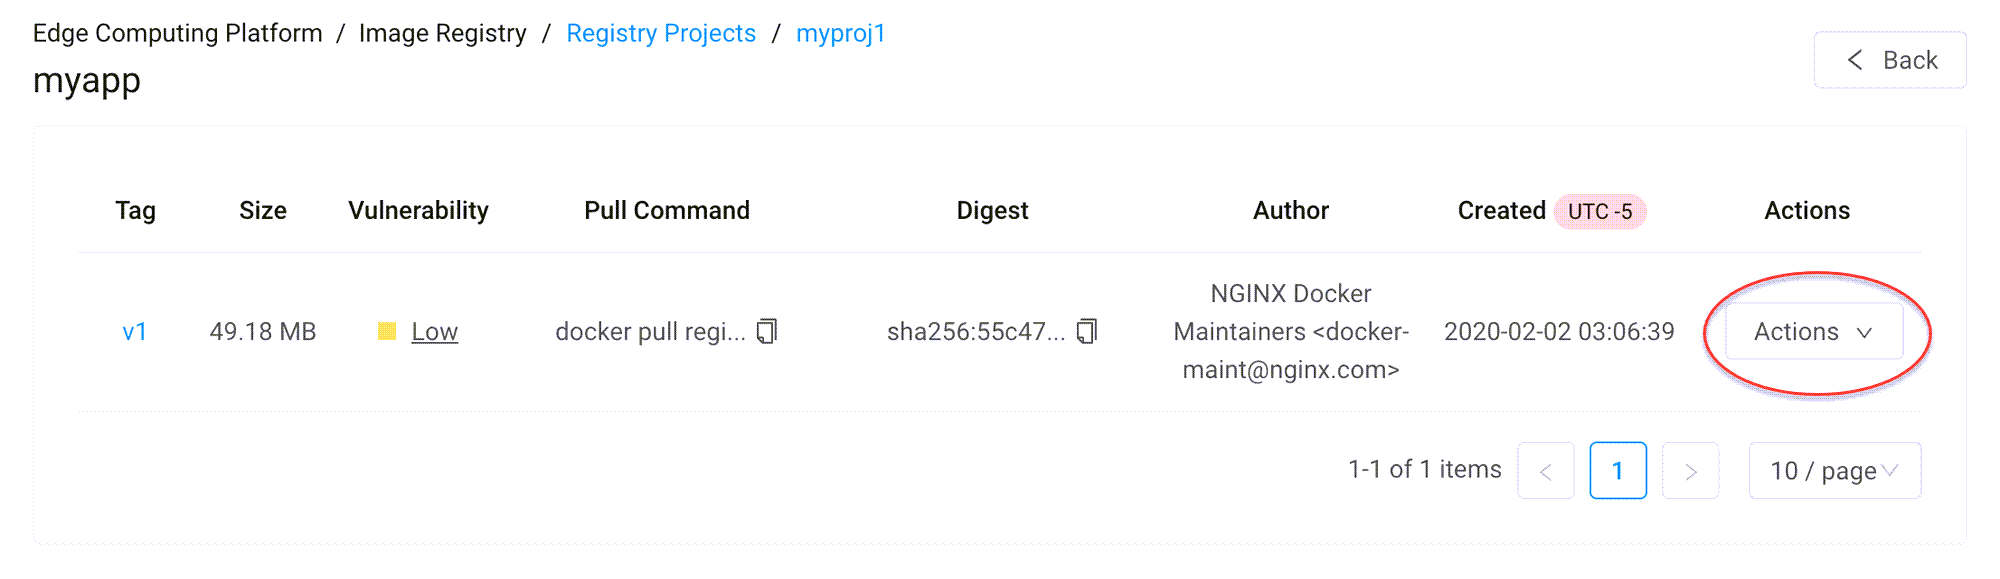 Edge Computing Platform / Image Registry / Registry Projects / myproj1
Back
myapp
Tag Size Vulnerability Pull Command Digest Author Created UTC -5 Actions
v1 49.18 MB Low docker pull regi... sha256:55c47... NGINX Docker Maintainers <docker-maint@nginx.com> 2020-02-02 03:06:39 Actions
1-1 of 1 items < 1 > 10 / page